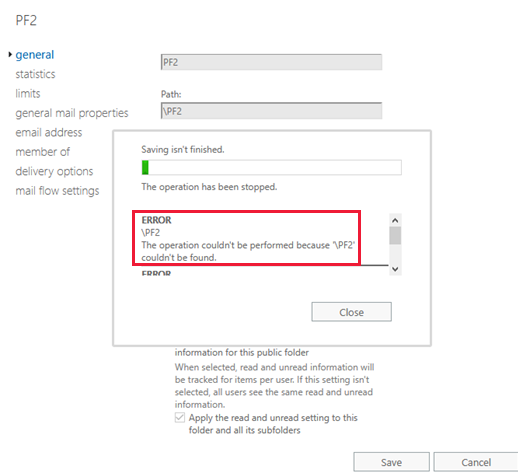 PF2
general
statistics
limits
general mail properties
email address
member of
delivery options
mail flow settings
PF2
Path:
\PF2
Saving isn't finished.
The operation has been stopped.
ERROR
\PF2
The operation couldn't be performed because '\PF2'
couldn't be found.
ERROR
Close
information for this public folder
When selected, read and unread information will
be tracked for items per user. If this setting isn't
selected, all users see the same read and unread
information.
Apply the read and unread setting to this
folder and all its subfolders
Save
Cancel